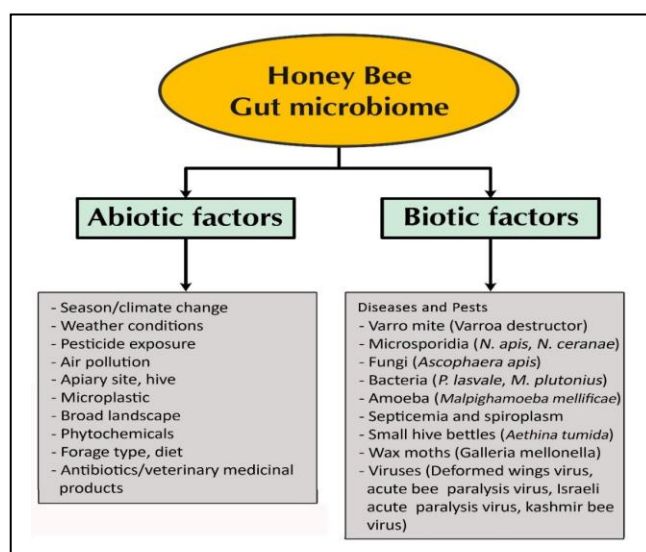 Honey Bee
Gut microbiome
Abiotic factors
Biotic factors
- Season/climate change
- Weather conditions
- Pesticide exposure
- Air pollution
- Apiary site, hive
- Microplastic
- Broad landscape
- Phytochemicals
- Forage type, diet
- Antibiotics/veterinary medicinal
products
Diseases and Pests
- Varro mite (Varroa destructor)
- Microsporidia (N. apis, N. ceranae)
- Fungi (Ascophaera apis)
- Bacteria (P. lasvale, M. plutonius)
- Amoeba (Malpighamoeba mellificae)
- Septicemia and spiroplasm
- Small hive bettles (Aethina tumida)
- Wax moths (Galleria mellonella)
- Viruses (Deformed wings virus,
acute bee paralysis virus, Israeli
acute paralysis virus, kashmir bee
virus)